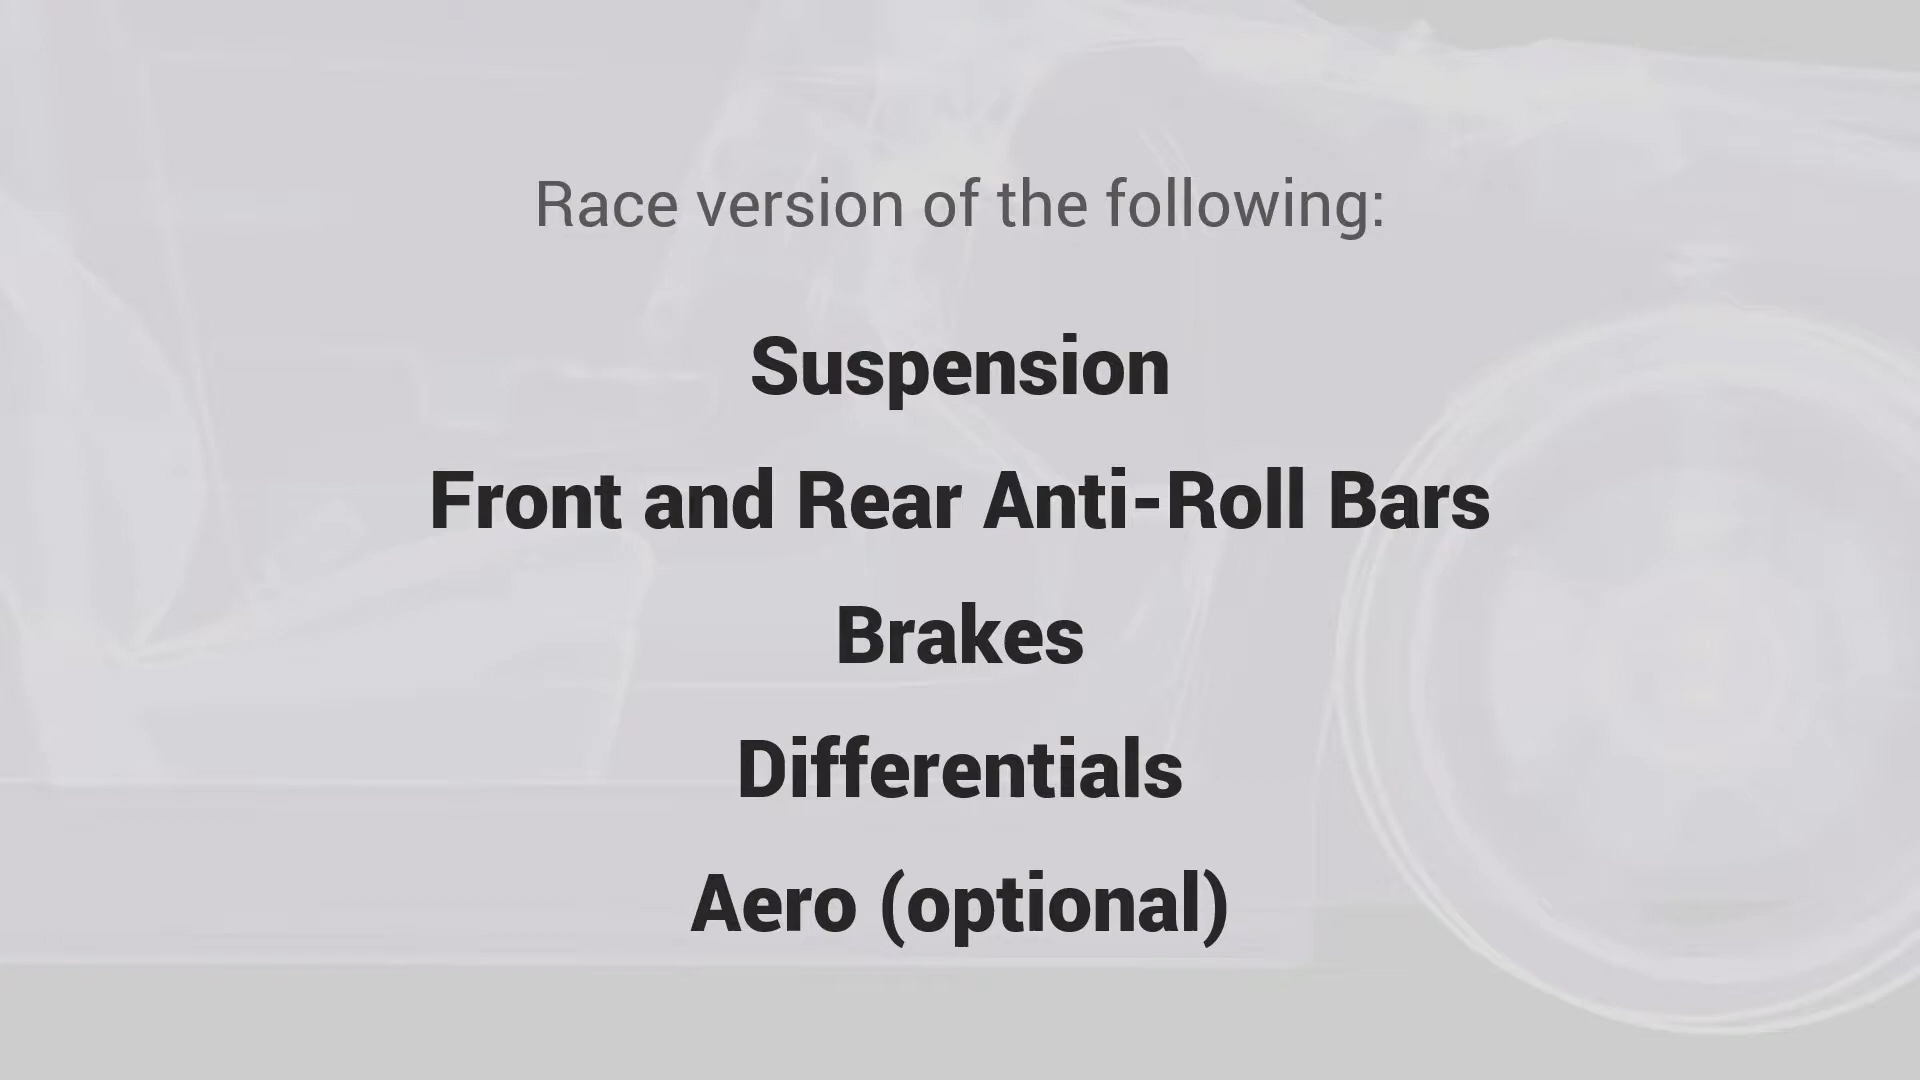 Race version of the following:
Suspension
Front and Rear Anti-Roll Bars
Brakes
Differentials
Aero (optional)